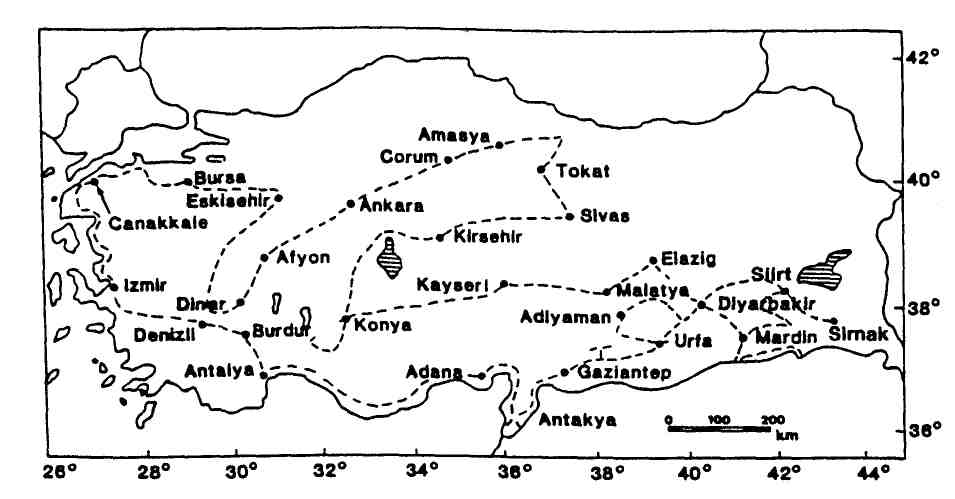 42°
Amasya
Corum
Tokat
Bursa
40°
Eskisehir
Ankara
Canakkale
Sivas
Kirsehir
Afyon
Elazig
Siirt
Izmir
Kayseri
Malatya
Dinar
Diyarbakir
38°
Adiyaman
Denizli
Burdur
Konya
Urfa
Mardin
Sirnak
Antalya
Adana
Gaziantep
Antakya
0 100 200
km
36°
26° 28° 30° 32° 34° 36° 38° 40° 42° 44°